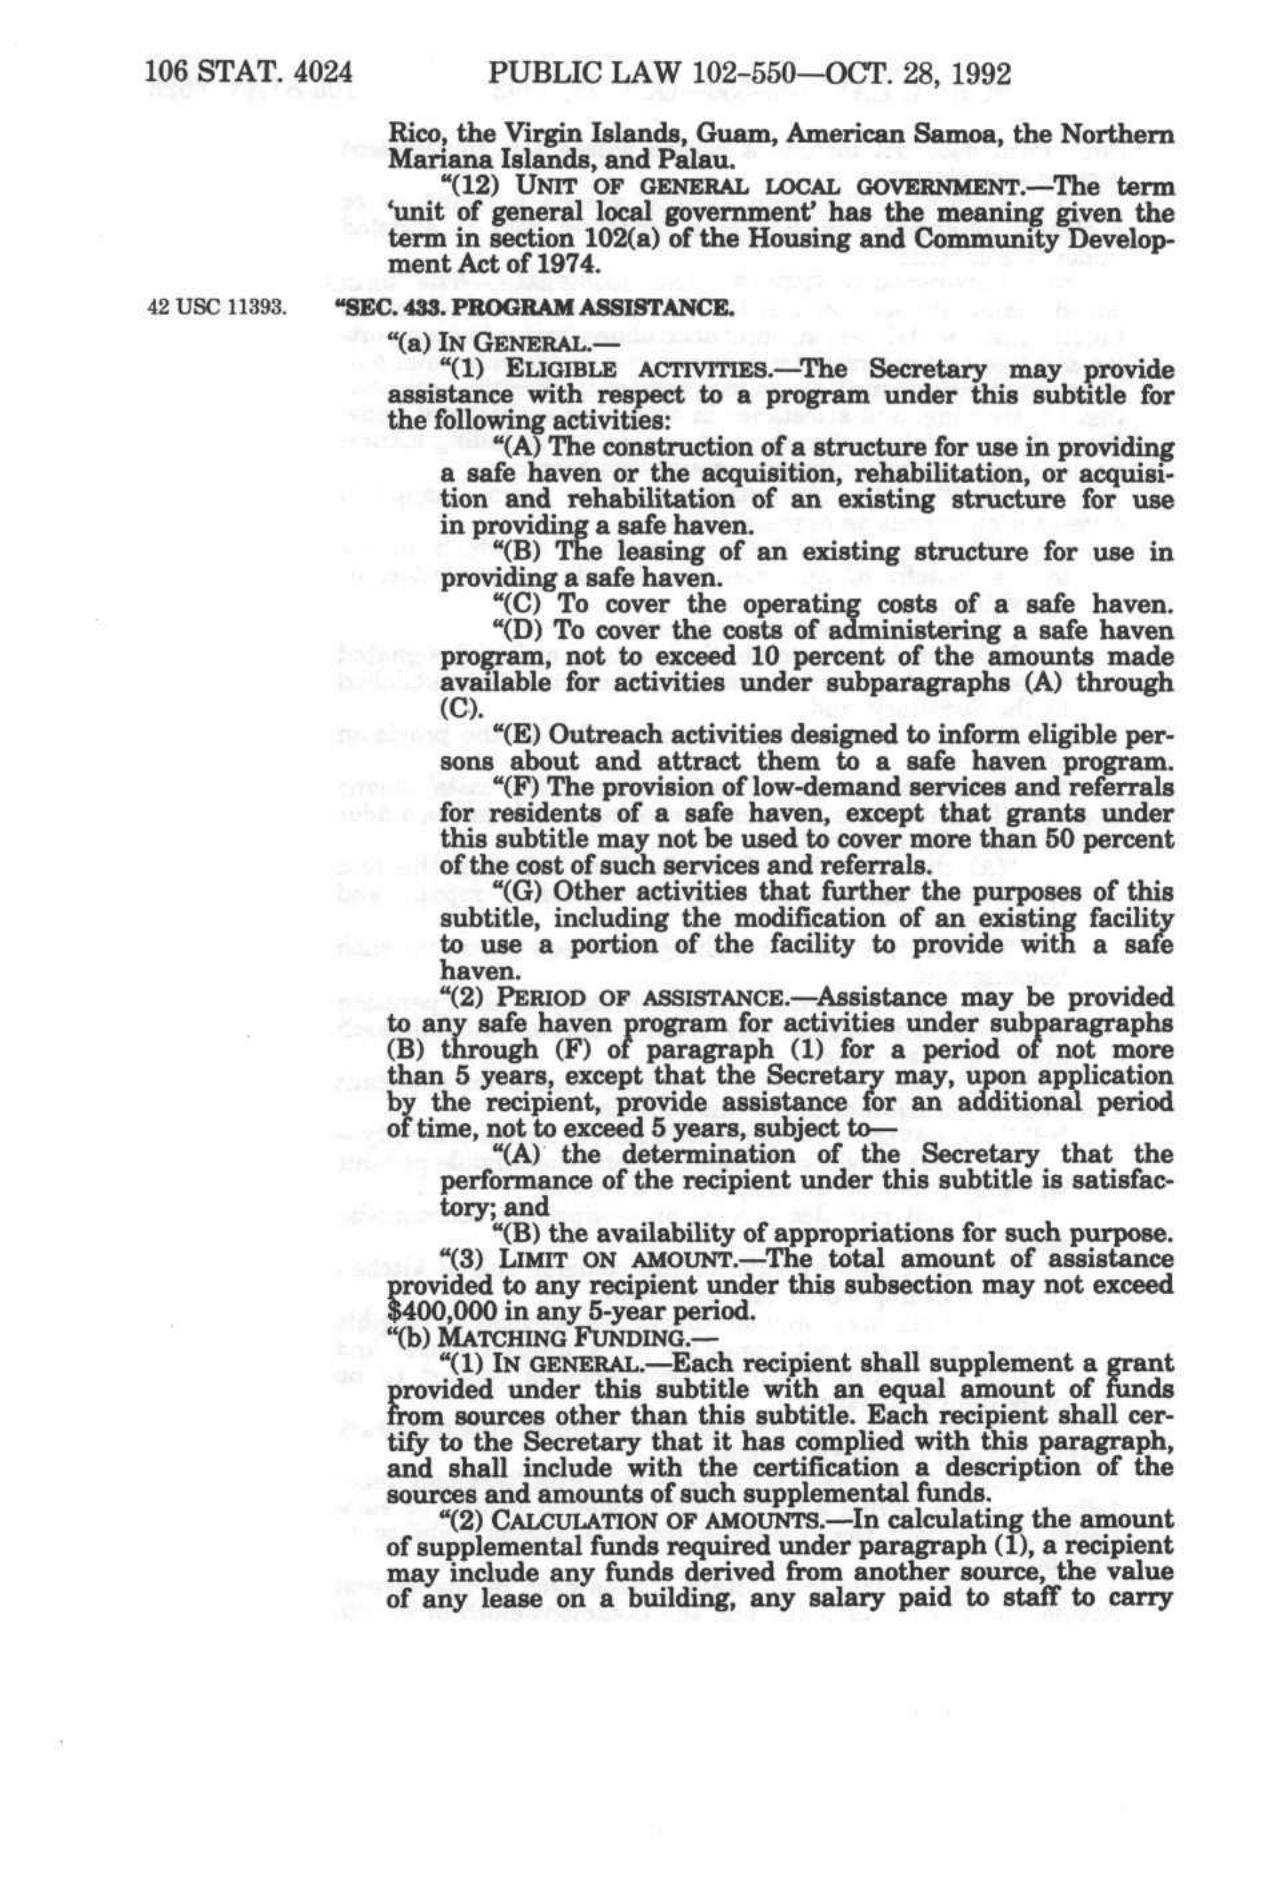 106 STAT. 4024
PUBLIC LAW 102-550—OCT. 28, 1992
Rico, the Virgin Islands, Guam, American Samoa, the Northern
Mariana Islands, and Palau.
“(12) UNIT OF GENERAL LOCAL GOVERNMENT.—The term
‘unit of general local government’ has the meaning given the
term in section 102(a) of the Housing and Community Develop-
ment Act of 1974.
42 USC 11393.
“SEC. 433. PROGRAM ASSISTANCE.
“(a) IN GENERAL.—
“(1) ELIGIBLE ACTIVITIES.—The Secretary may provide
assistance with respect to a program under this subtitle for
the following activities:
“(A) The construction of a structure for use in providing
a safe haven or the acquisition, rehabilitation, or acquisi-
tion and rehabilitation of an existing structure for use
in providing a safe haven.
“(B) The leasing of an existing structure for use in
providing a safe haven.
“(C) To cover the operating costs of a safe haven.
“(D) To cover the costs of administering a safe haven
program, not to exceed 10 percent of the amounts made
available for activities under subparagraphs (A) through
(C).
“(E) Outreach activities designed to inform eligible per-
sons about and attract them to a safe haven program.
“(F) The provision of low-demand services and referrals
for residents of a safe haven, except that grants under
this subtitle may not be used to cover more than 50 percent
of the cost of such services and referrals.
“(G) Other activities that further the purposes of this
subtitle, including the modification of an existing facility
to use a portion of the facility to provide with a safe
haven.
“(2) PERIOD OF ASSISTANCE.—Assistance may be provided
to any safe haven program for activities under subparagraphs
(B) through (F) of paragraph (1) for a period of not more
than 5 years, except that the Secretary may, upon application
by the recipient, provide assistance for an additional period
of time, not to exceed 5 years, subject to—
“(A) the determination of the Secretary that the
performance of the recipient under this subtitle is satisfac-
tory; and
“(B) the availability of appropriations for such purpose.
“(3) LIMIT ON AMOUNT.—The total amount of assistance
provided to any recipient under this subsection may not exceed
$400,000 in any 5-year period.
“(b) MATCHING FUNDING.—
“(1) IN GENERAL.—Each recipient shall supplement a grant
provided under this subtitle with an equal amount of funds
from sources other than this subtitle. Each recipient shall cer-
tify to the Secretary that it has complied with this paragraph,
and shall include with the certification a description of the
sources and amounts of such supplemental funds.
“(2) CALCULATION OF AMOUNTS.—In calculating the amount
of supplemental funds required under paragraph (1), a recipient
may include any funds derived from another source, the value
of any lease on a building, any salary paid to staff to carry